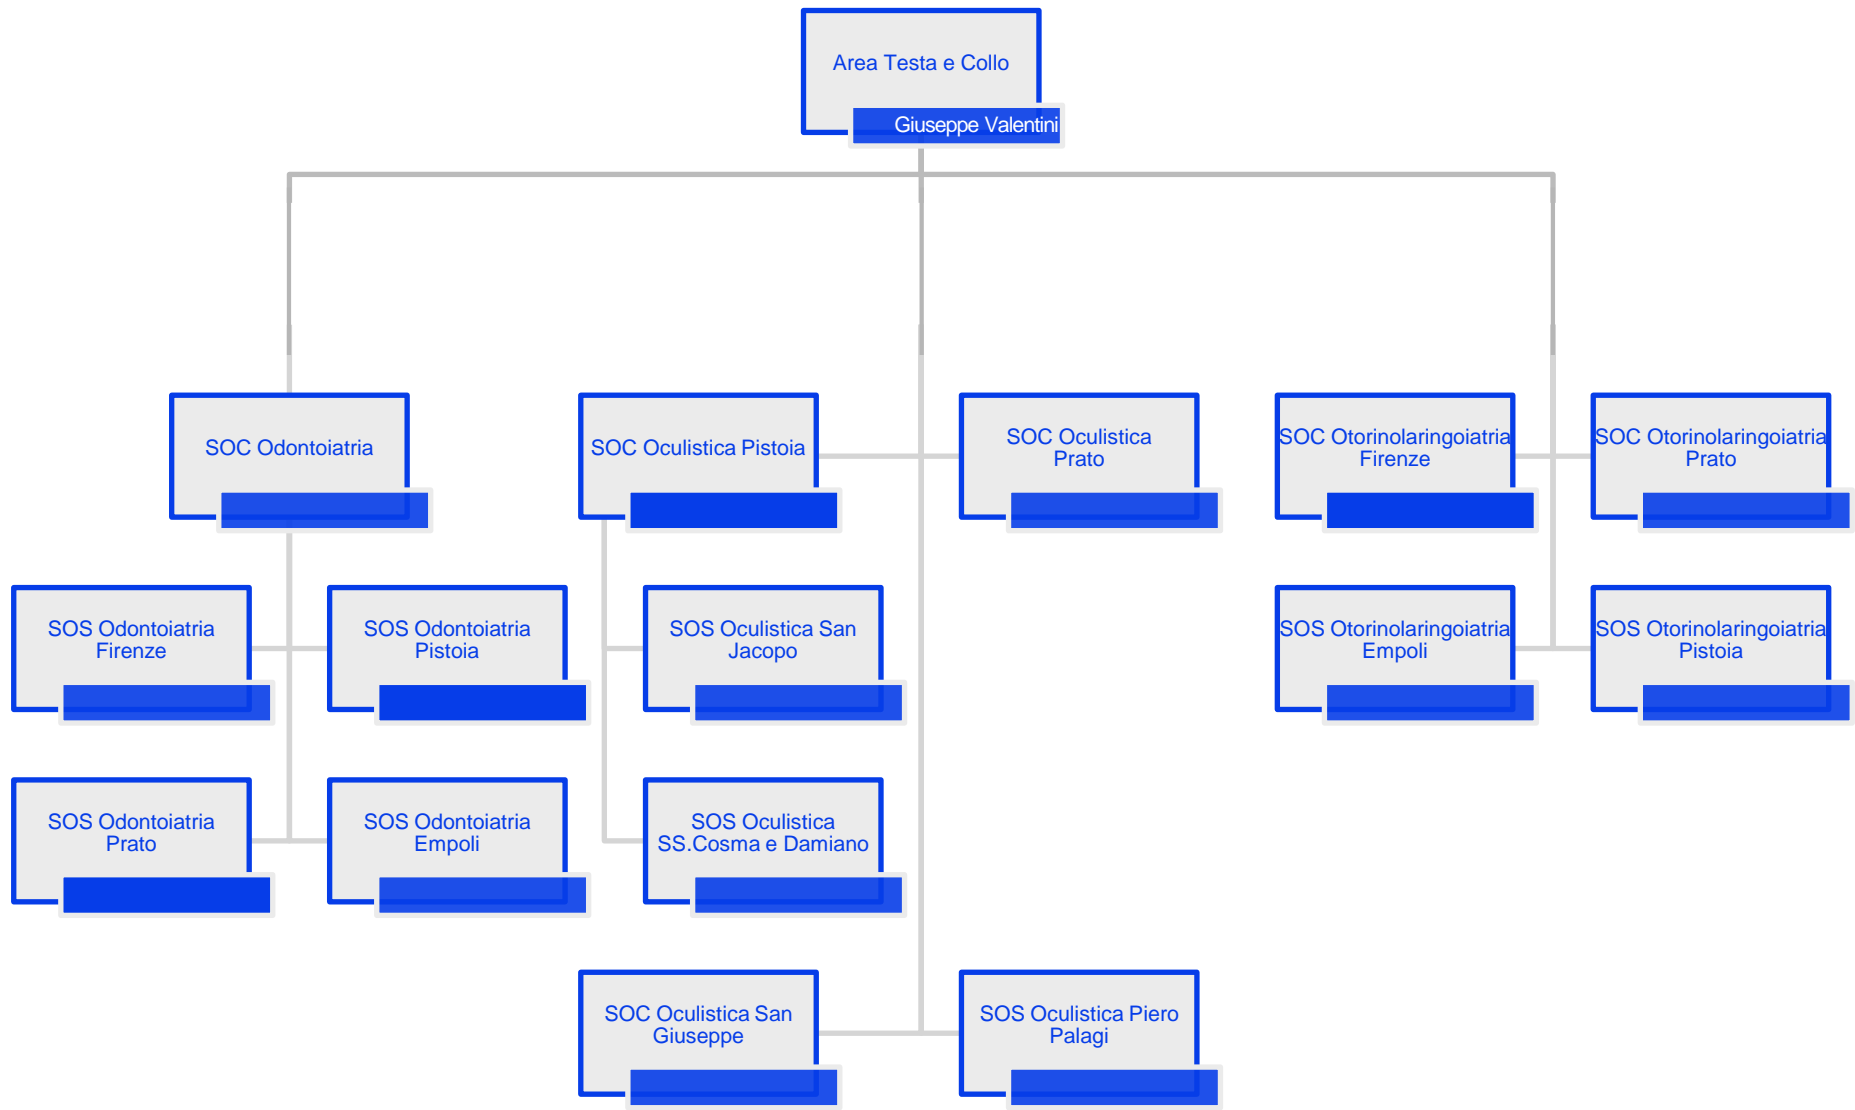 Area Testa e Collo
Giuseppe Valentini
SOC Odontoiatria
SOC Oculistica Pistoia
SOC Oculistica
Prato
SOC Otorinolaringoiatria
Firenze
SOC Otorinolaringoiatria
Prato
SOS Odontoiatria
Firenze
SOS Odontoiatria
Pistoia
SOS Oculistica San
Jacopo
SOS Otorinolaringoiatria
Empoli
SOS Otorinolaringoiatria
Pistoia
SOS Odontoiatria
Prato
SOS Odontoiatria
Empoli
SOS Oculistica
SS.Cosma e Damiano
SOC Oculistica San
Giuseppe
SOS Oculistica Piero
Palagi